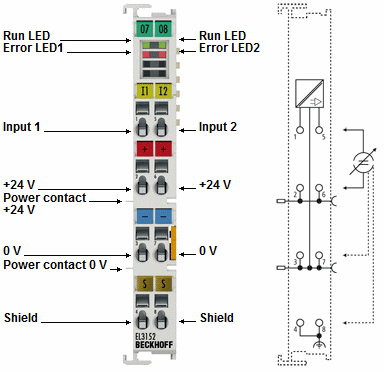 Run LED
Error LED1
07 08
Run LED
Error LED2
I1 I2
Input 1
Input 2
+ +
+24 V
+24 V
Power contact
+24 V
- -
0 V
0 V
Power contact 0 V
S S
Shield
Shield
EL3152
BECKHOFF
1
5
2
6
3
7
4
8